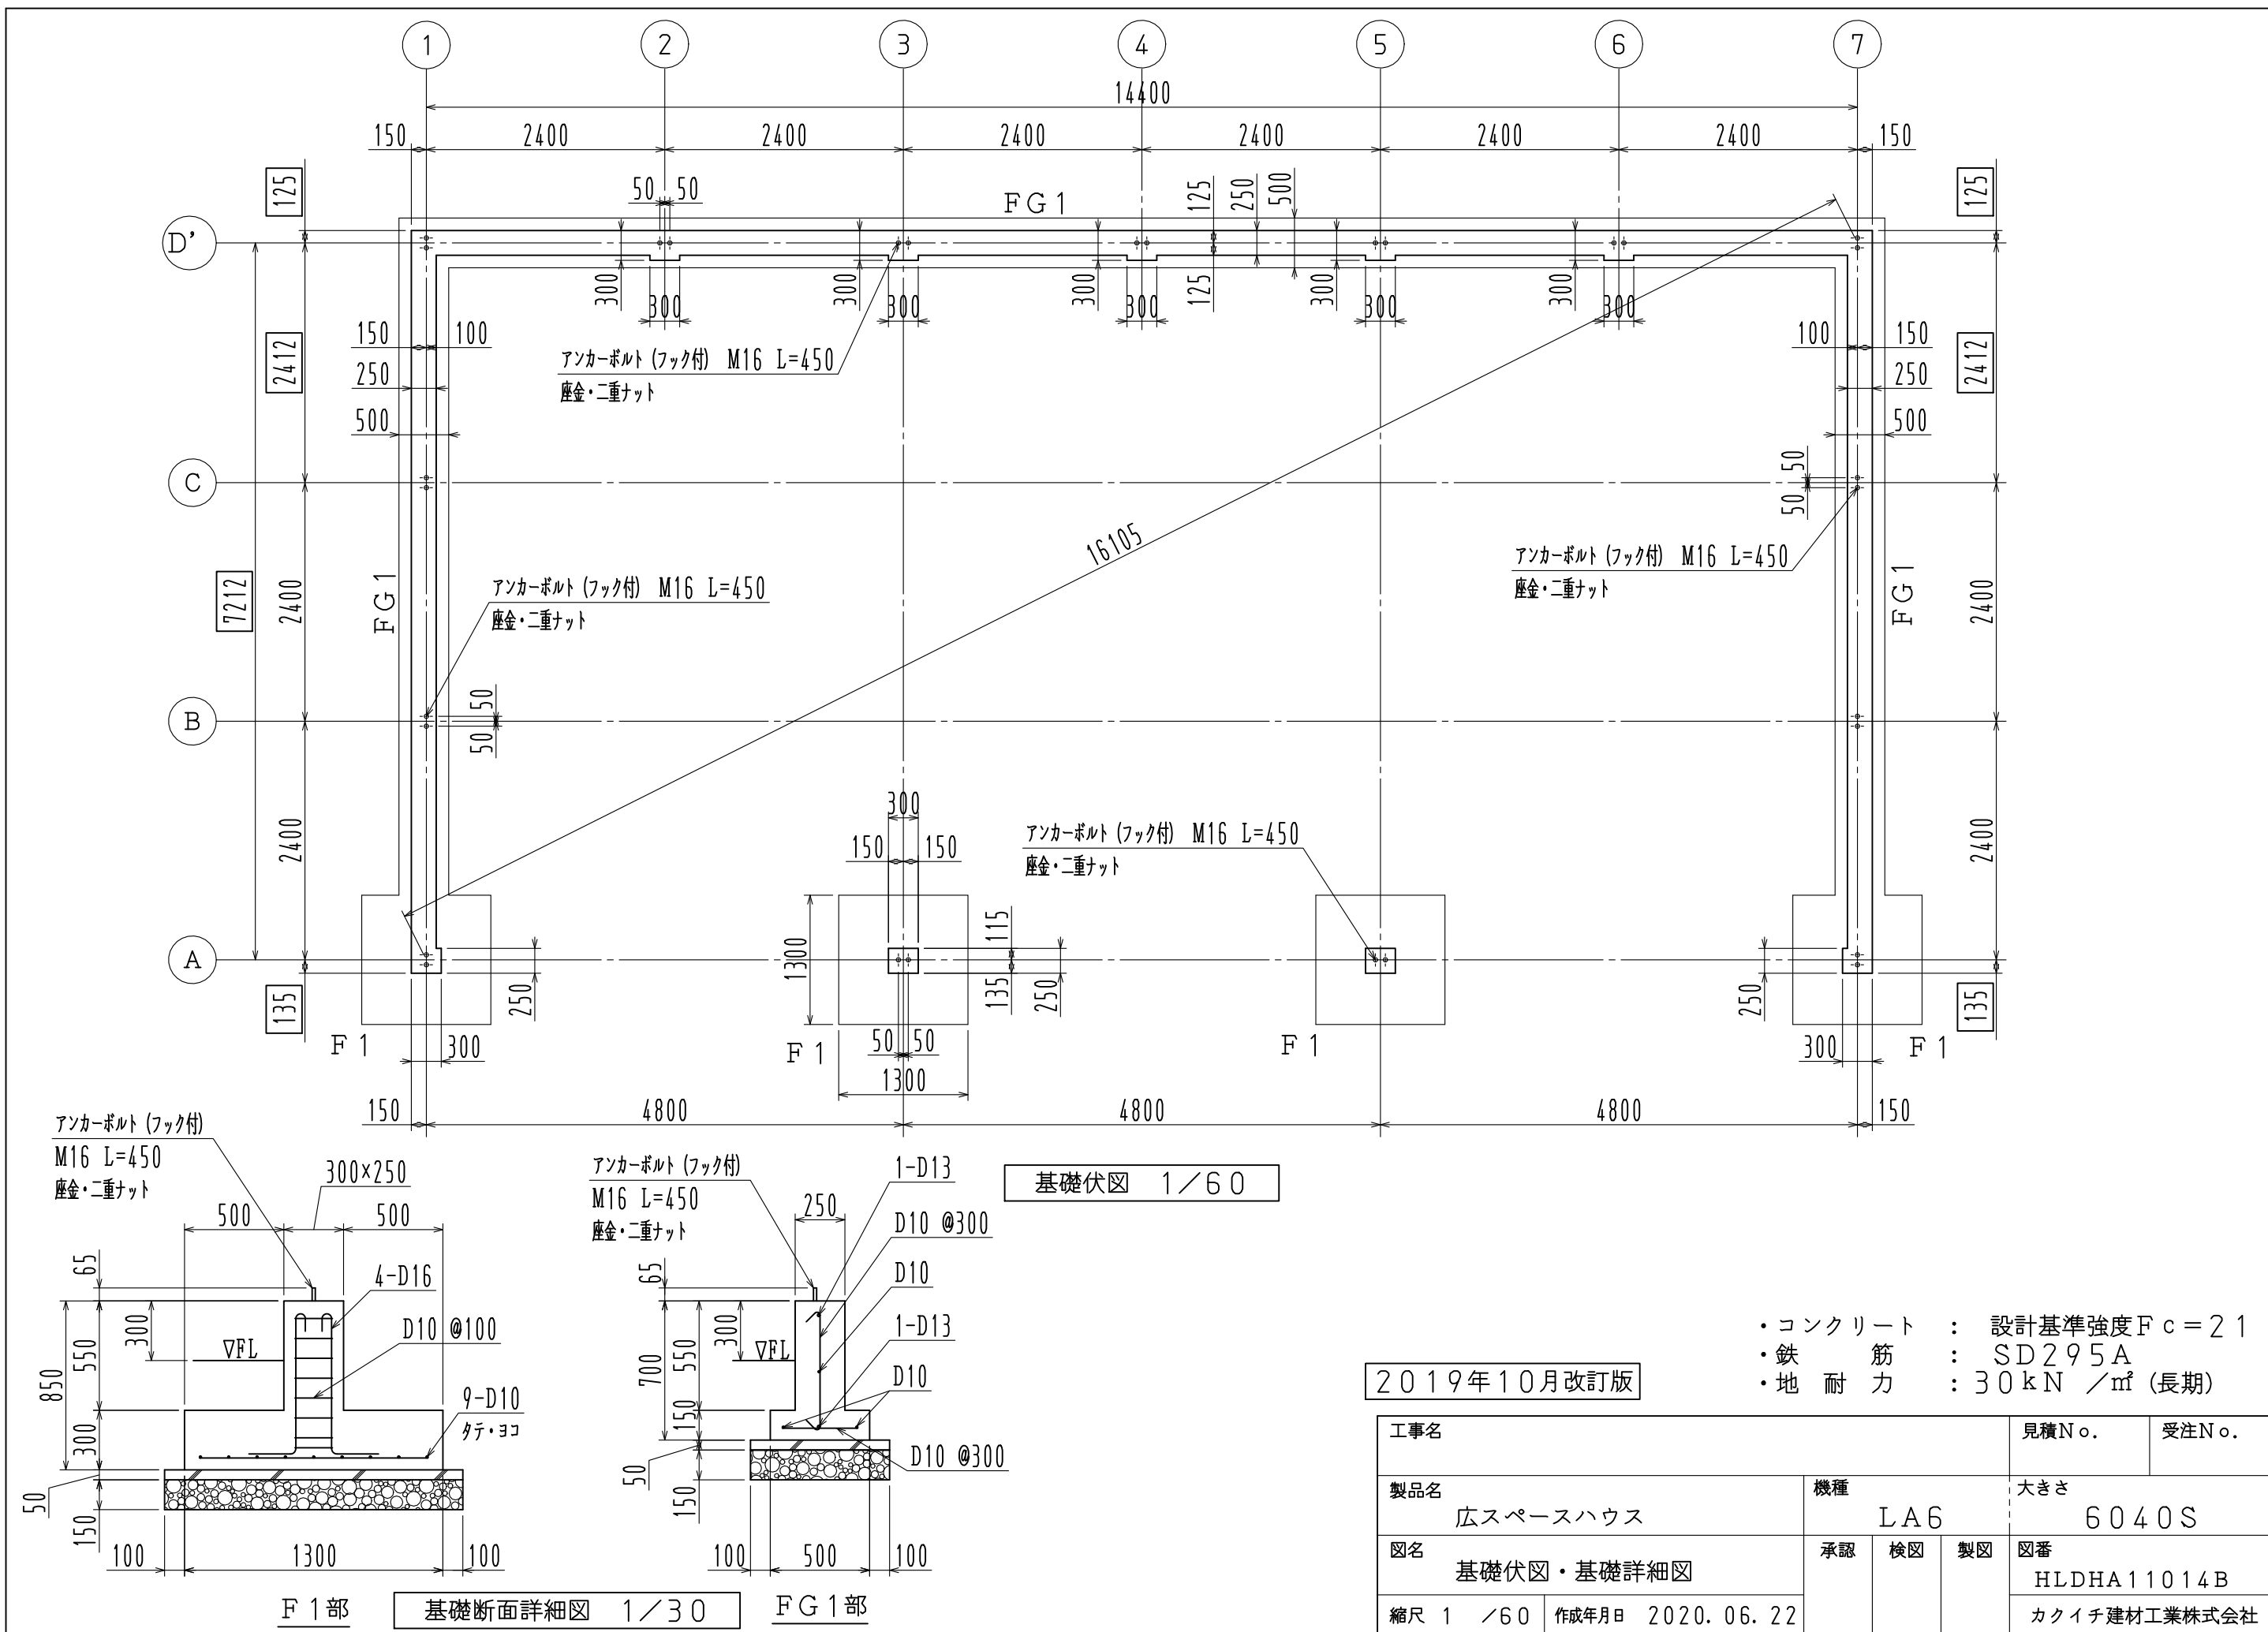 1 2 3 4 5 6 7
14400
150 2400 2400 2400 2400 2400 2400 150
125 50 50 FG1 125 250 500 125
D'
300 300 300 300 300 125 300 300 300 300 300
2412 150 100 100 150 2412
アンカーボルト(フック付) M16 L=450
座金・二重ナット
250 250
500 500
C
50
50
16105
アンカーボルト(フック付) M16 L=450
座金・二重ナット
7212 2400 FG1 FG1 2400
アンカーボルト(フック付) M16 L=450
座金・二重ナット
B
50
50
300
2400 150 150 2400
アンカーボルト(フック付) M16 L=450
座金・二重ナット
A
1300 115
135 250 135 250 250 135
F1 300 F1 50 50 F1 300 F1
1300
150 4800 4800 4800 150
アンカーボルト(フック付)
M16 L=450
座金・二重ナット
300×250
500 500
65
4-D16
300
▽FL
D10 @100
550
850
9-D10
タテ・ヨコ
300
50
150
100 1300 100
F1部
基礎断面詳細図 1/30
アンカーボルト(フック付)
M16 L=450
座金・二重ナット
1-D13
250
D10 @300
65
D10
300
▽FL
1-D13
550
700
D10
150
D10 @300
50
150
100 500 100
FG1部
基礎伏図 1/60
・コンクリート : 設計基準強度Fc=21
・鉄 筋 : SD295A
・地 耐 力 : 30kN /㎡(長期)
2019年10月改訂版
工事名 見積No. 受注No.
製品名 機種 大きさ
広スペースハウス LA6 6040S
図名 承認 検図 製図 図番
基礎伏図・基礎詳細図 HLDHA11014B
縮尺 1 /60 作成年月日 2020.06.22 カクイチ建材工業株式会社